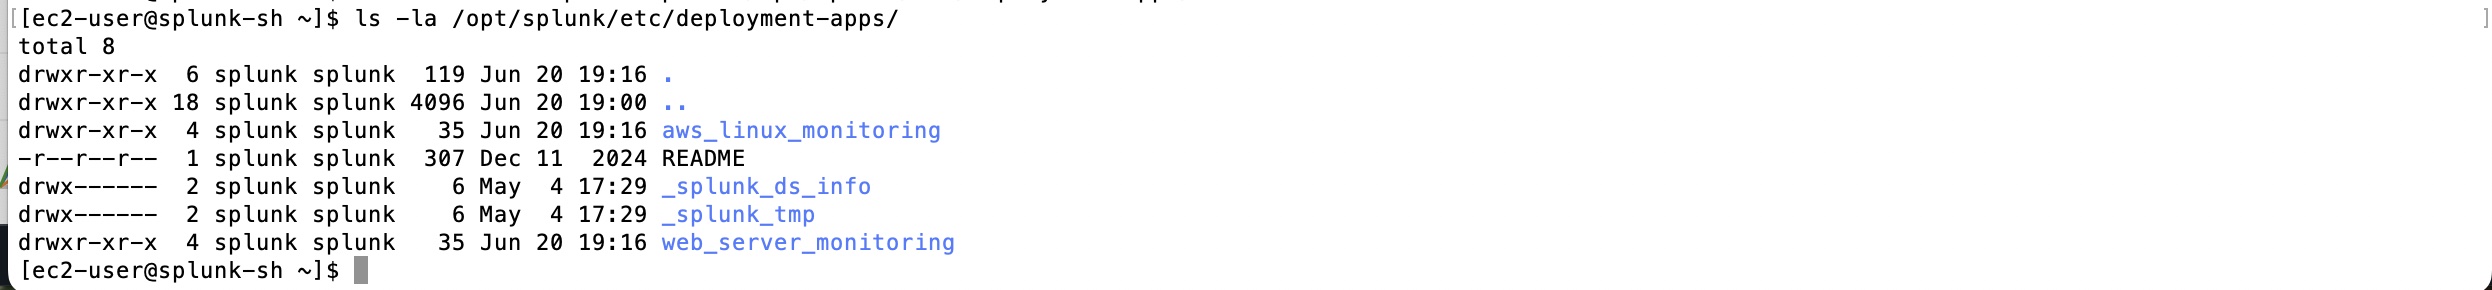 [[ec2-user@splunk-sh ~]$ ls -la /opt/splunk/etc/deployment-apps/ ]
total 8
drwxr-xr-x  6 splunk splunk  119 Jun 20 19:16 .
drwxr-xr-x 18 splunk splunk 4096 Jun 20 19:00 ..
drwxr-xr-x  4 splunk splunk   35 Jun 20 19:16 aws_linux_monitoring
-r--r--r--  1 splunk splunk  307 Dec 11  2024 README
drwx------  2 splunk splunk    6 May  4 17:29 _splunk_ds_info
drwx------  2 splunk splunk    6 May  4 17:29 _splunk_tmp
drwxr-xr-x  4 splunk splunk   35 Jun 20 19:16 web_server_monitoring
[ec2-user@splunk-sh ~]$